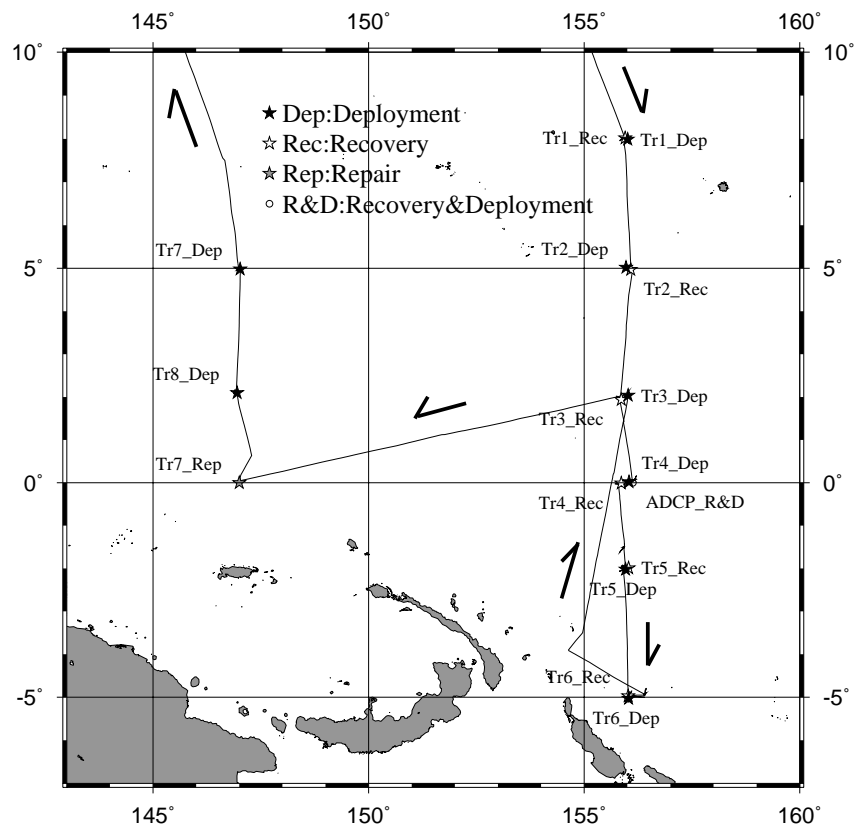 145° 150° 155° 160°
10° 10°
Dep:Deployment
Rec:Recovery
Rep:Repair
R&D:Recovery&Deployment
Tr1_Rec Tr1_Dep
Tr7_Dep Tr2_Dep
5° 5°
Tr2_Rec
Tr8_Dep Tr3_Dep
Tr3_Rec
Tr7_Rep Tr4_Dep
0° 0°
Tr4_Rec ADCP_R&D
Tr5_Rec
Tr5_Dep
Tr6_Rec
-5° -5°
Tr6_Dep
145° 150° 155° 160°